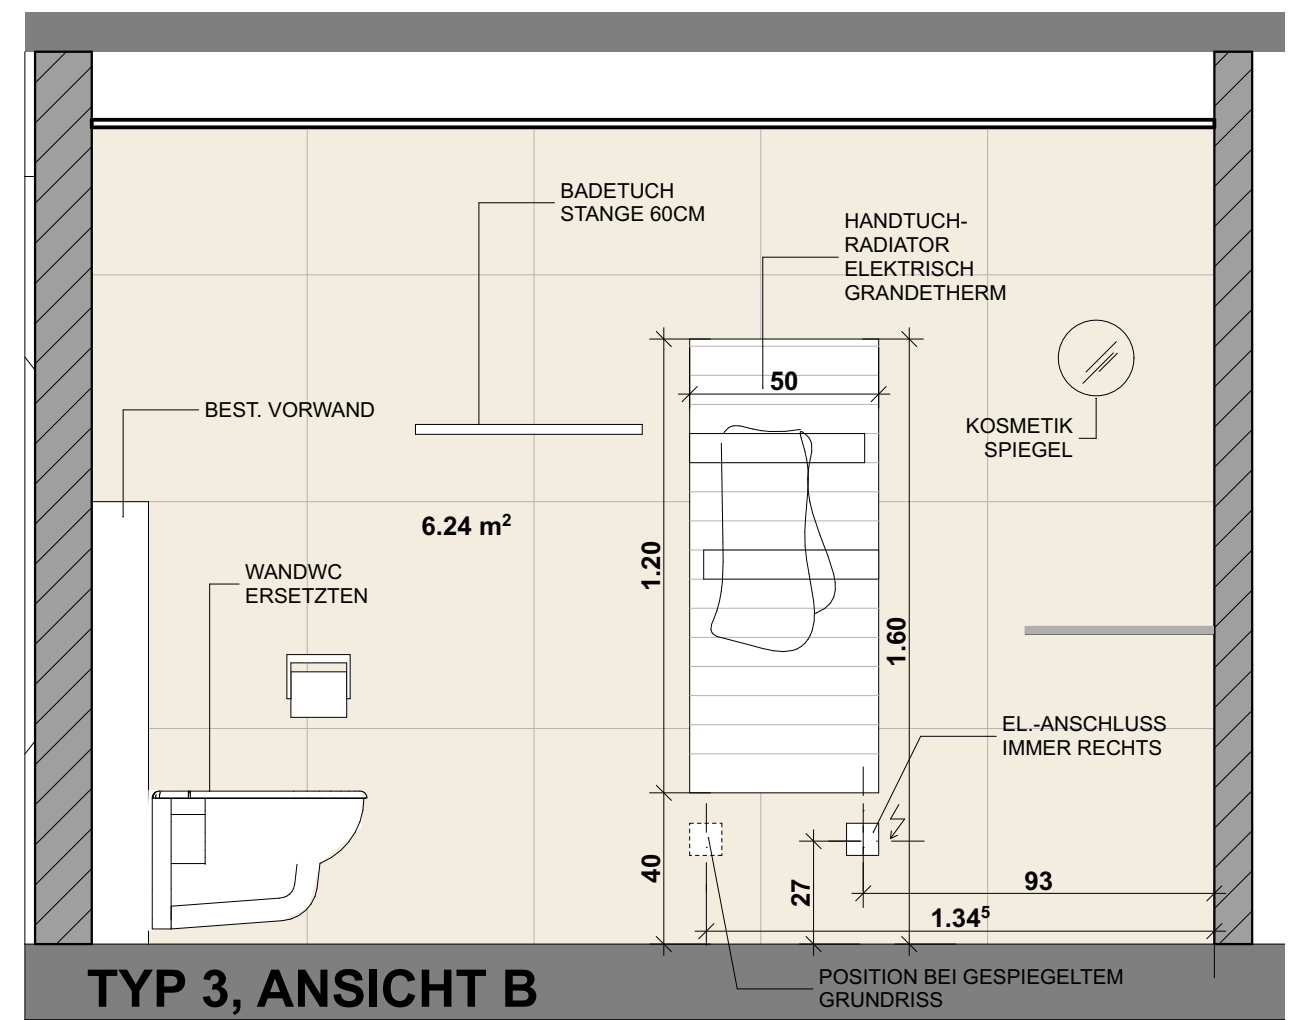 BADETUCH
STANGE 60CM
HANDTUCH-
RADIATOR
ELEKTRISCH
GRANDETHERM
50
BEST. VORWAND
KOSMETIK
SPIEGEL
6.24 m²
1.20
WANDWC
ERSETZTEN
1.60
EL.-ANSCHLUSS
IMMER RECHTS
40
27
93
1.34⁵
TYP 3, ANSICHT B
POSITION BEI GESPIEGELTEM
GRUNDRISS